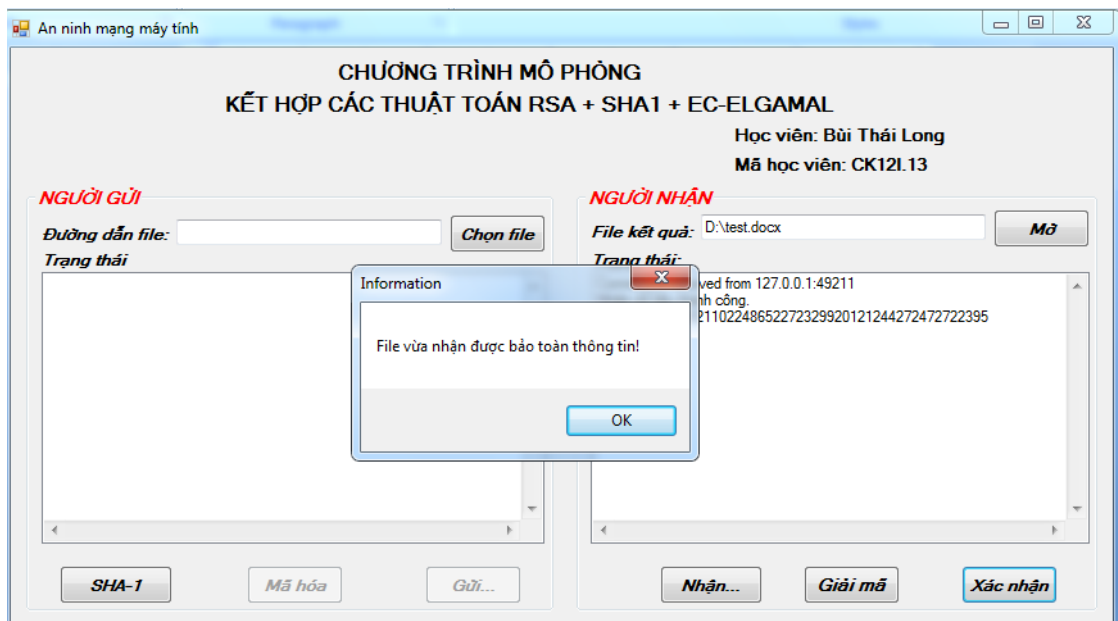 An ninh mạng máy tính
CHƯƠNG TRÌNH MÔ PHỎNG
KẾT HỢP CÁC THUẬT TOÁN RSA + SHA1 + EC-ELGAMAL
Học viên: Bùi Thái Long
Mã học viên: CK12I.13
NGƯỜI GỬI
Đường dẫn file:
Chọn file
Trạng thái
NGƯỜI NHẬN
File kết quả: D:\test.docx
Mở
Trạng thái:
from 127.0.0.1:49211
công.
Information
File vừa nhận được bảo toàn thông tin!
OK
SHA-1
Mã hóa
Gửi...
Nhận...
Giải mã
Xác nhận